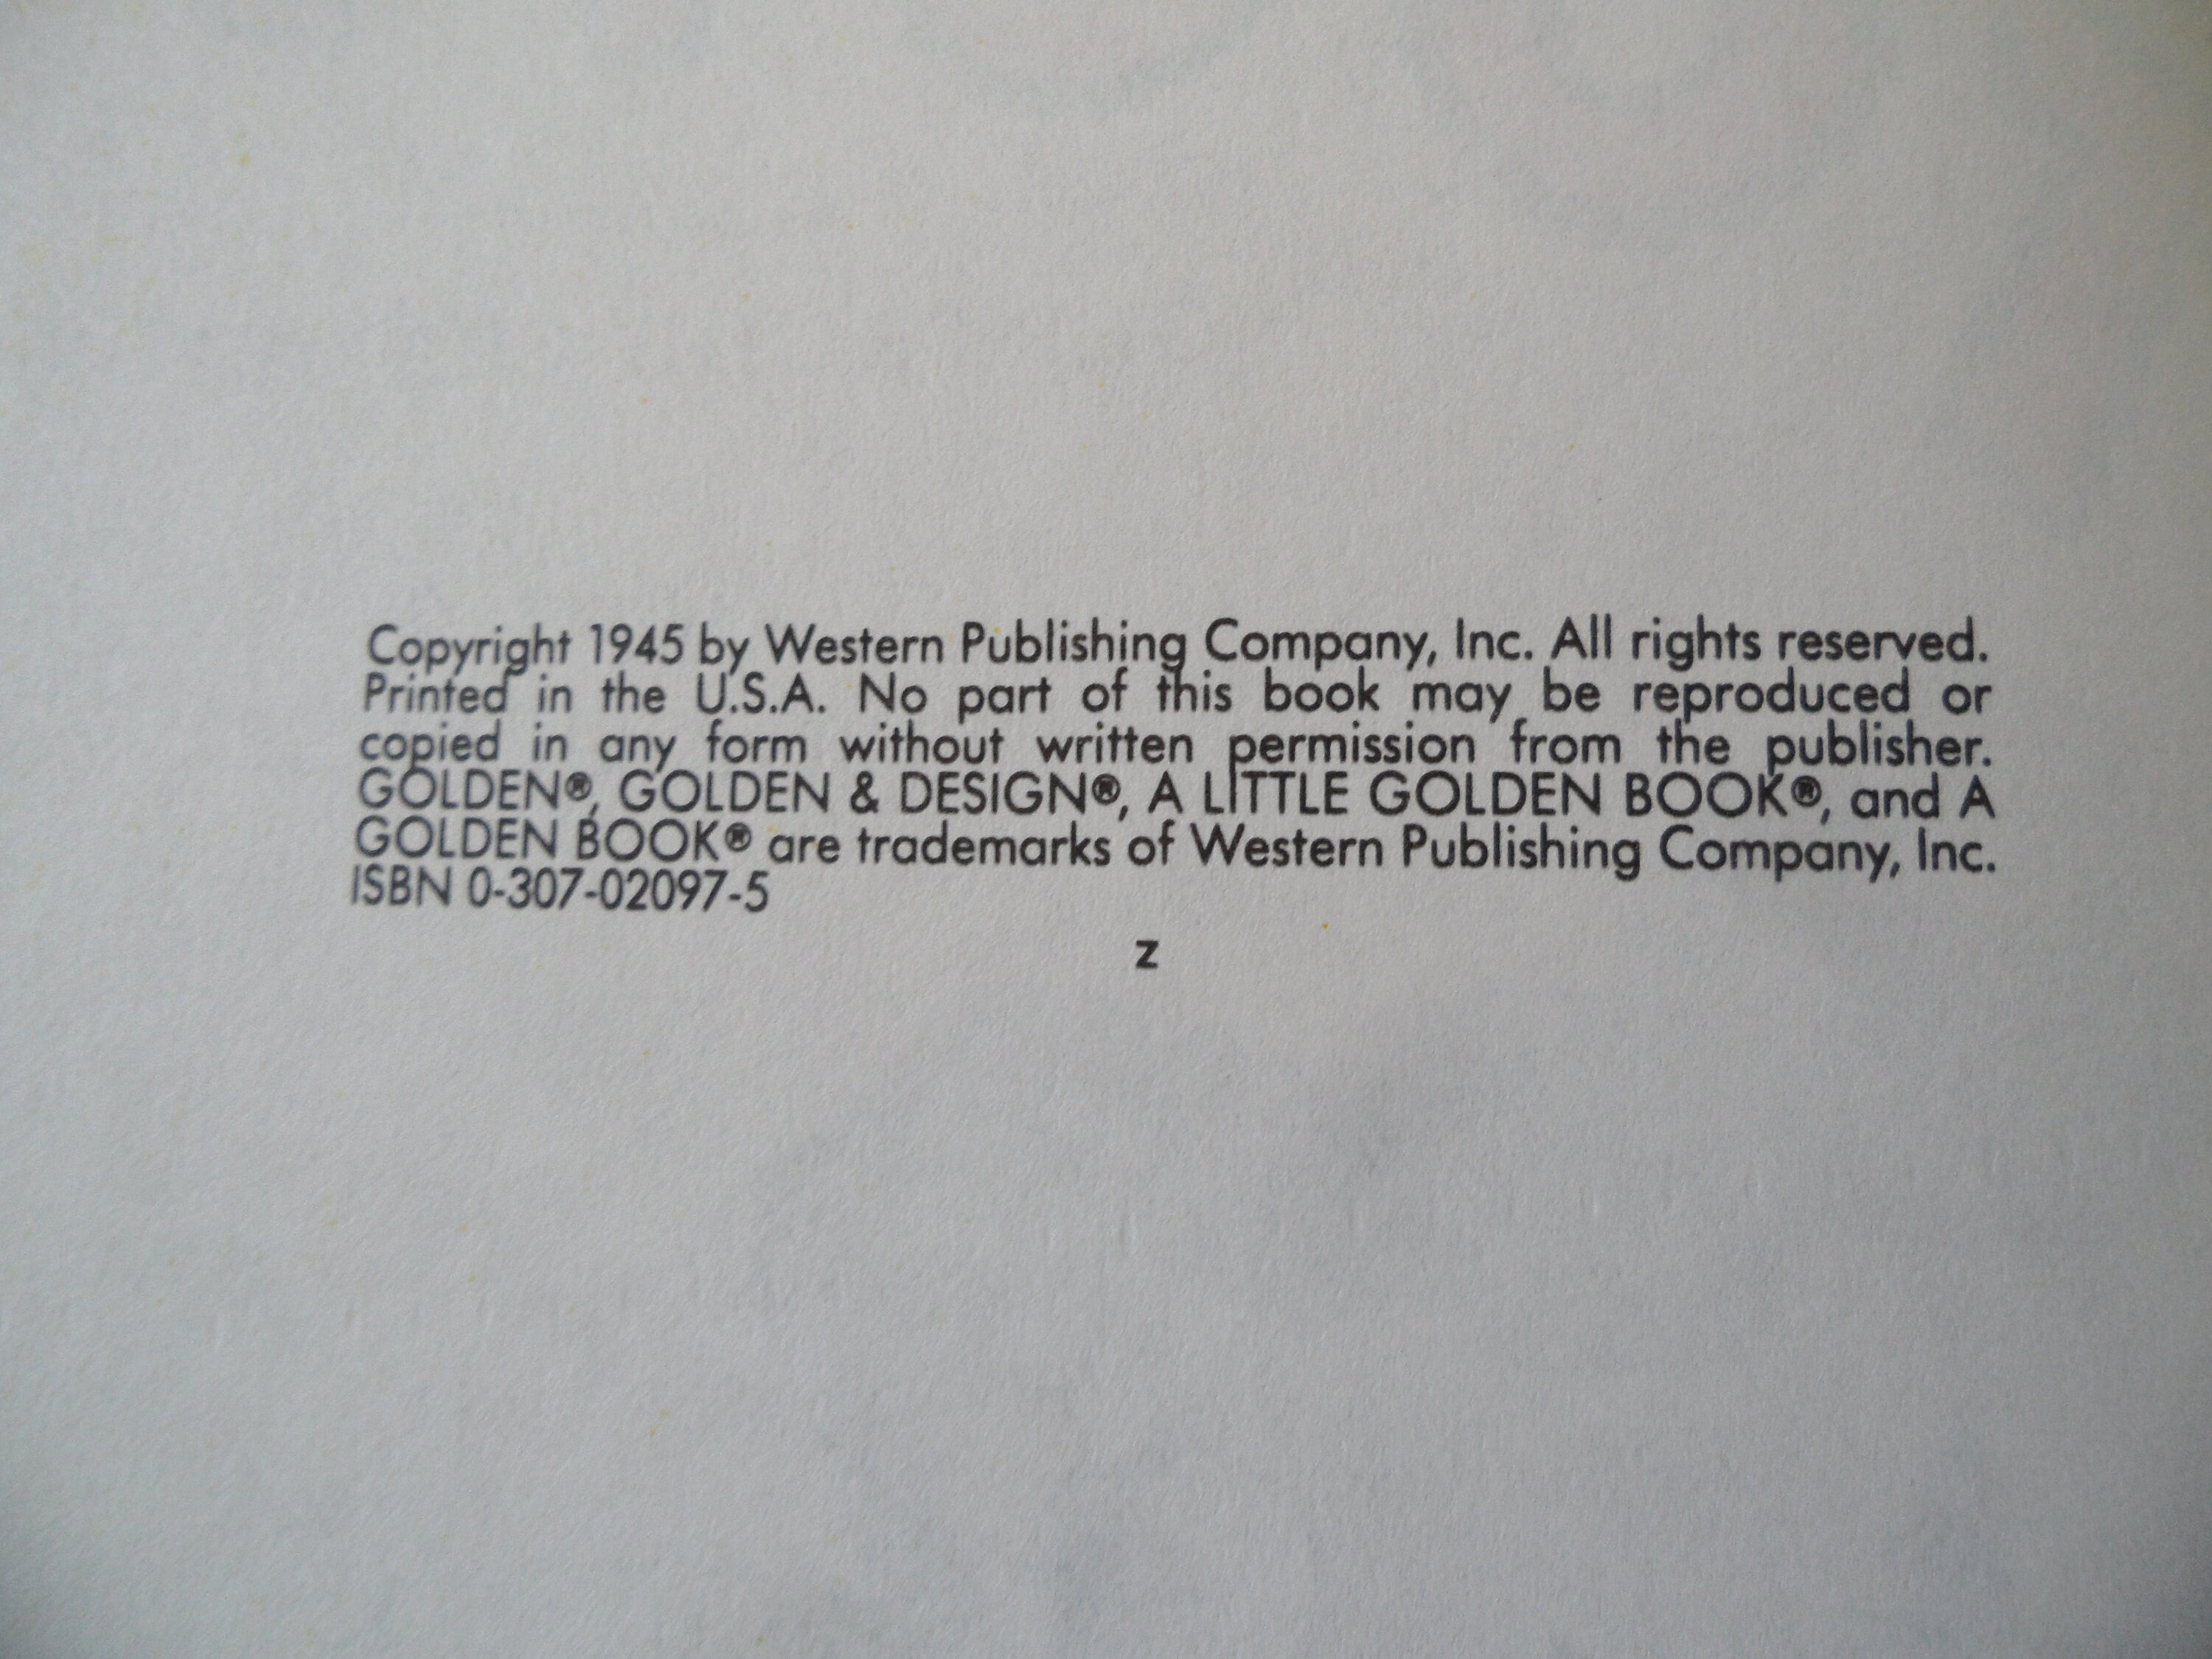 Copyright 1945 by Western Publishing Company, Inc. All rights reserved.
Printed in the U.S.A. No part of this book may be reproduced or
copied in any form without written permission from the publisher.
GOLDEN®, GOLDEN & DESIGN®, A LITTLE GOLDEN BOOK®, and A
GOLDEN BOOK® are trademarks of Western Publishing Company, Inc.
ISBN 0-307-02097-5
z